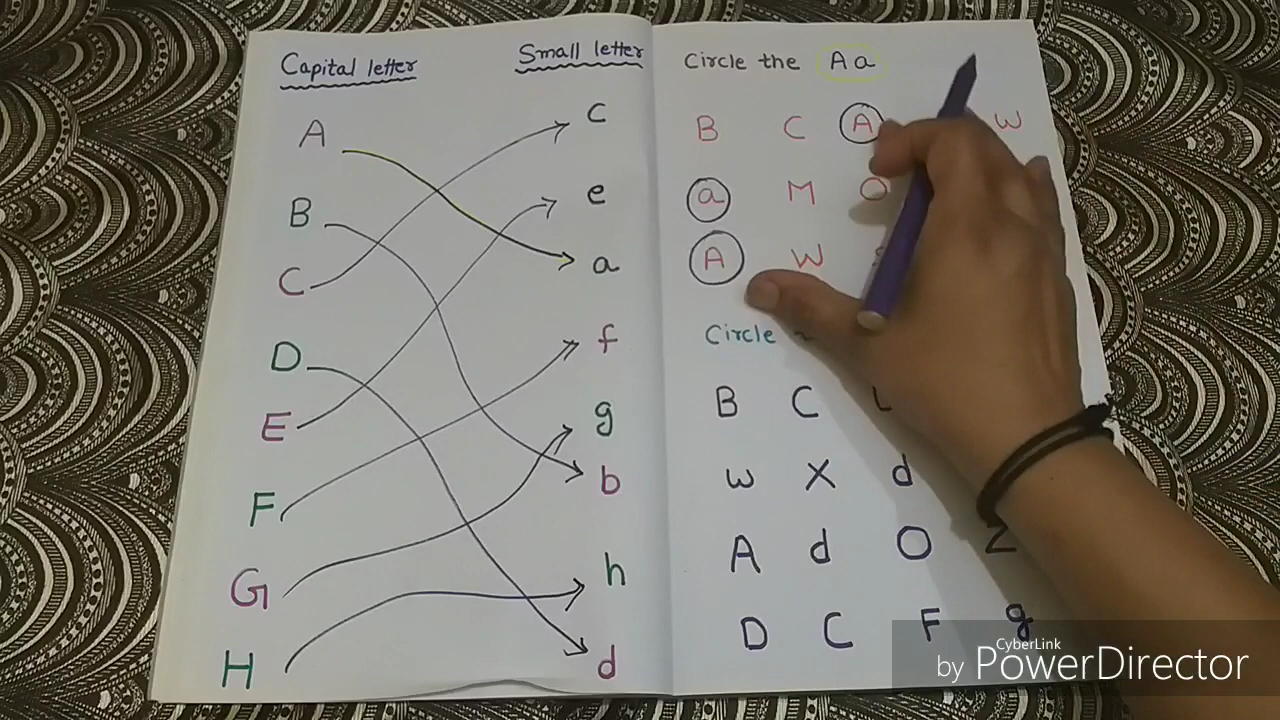 Capital letter Small letter
A c
B e
C a
D f
E g
F b
G h
H d
Circle the Aa
B C A W
a M O
A W
Circle
B C
w X d
A d O Z
D C F g
CyberLink
by PowerDirector